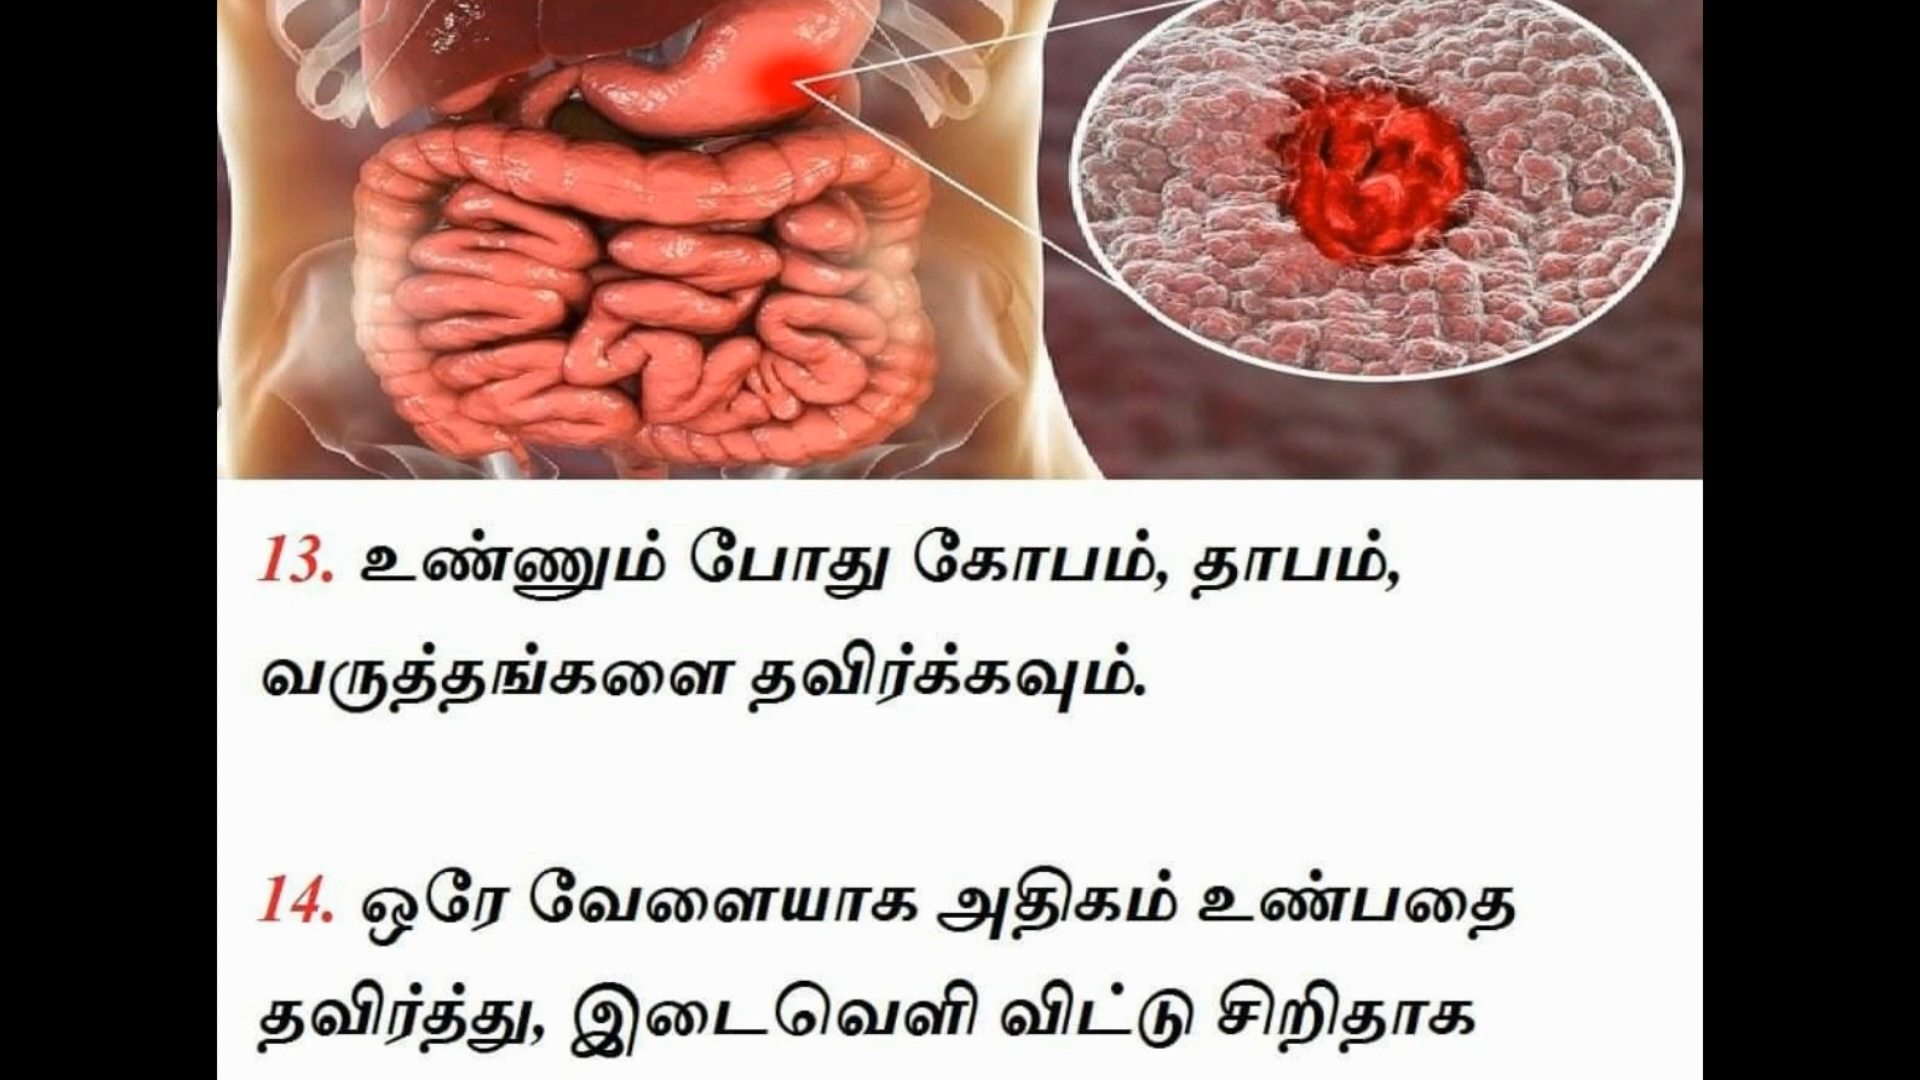 13. உண்ணும் போது கோபம், தாபம்,
வருத்தங்களை தவிர்க்கவும்.
14. ஒரே வேளையாக அதிகம் உண்பதை
தவிர்த்து, இடைவெளி விட்டு சிறிதாக